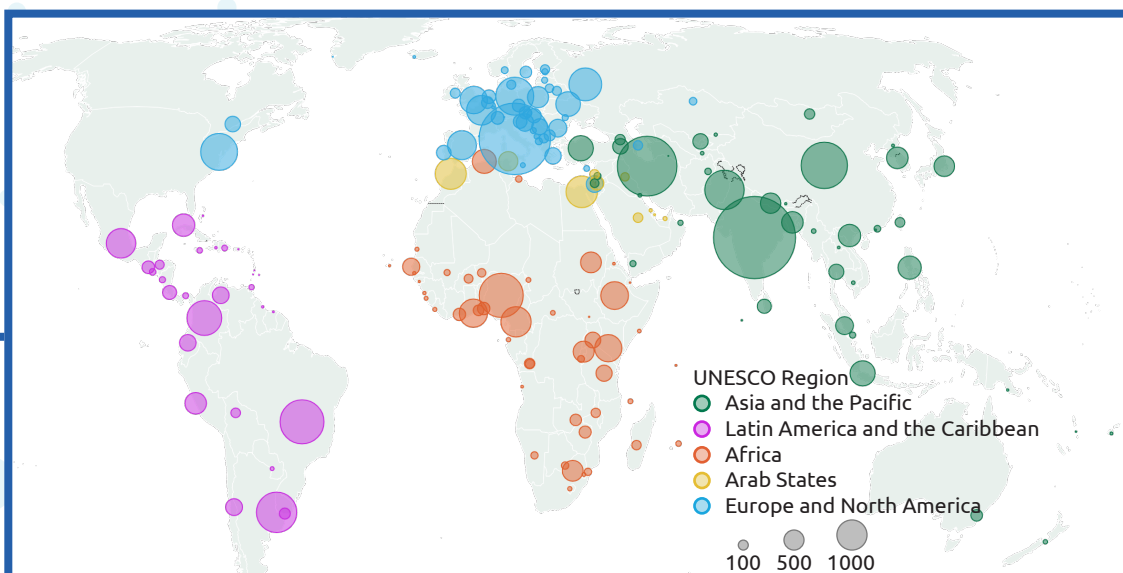 UNESCO Region
Asia and the Pacific
Latin America and the Caribbean
Africa
Arab States
Europe and North America
100 500 1000